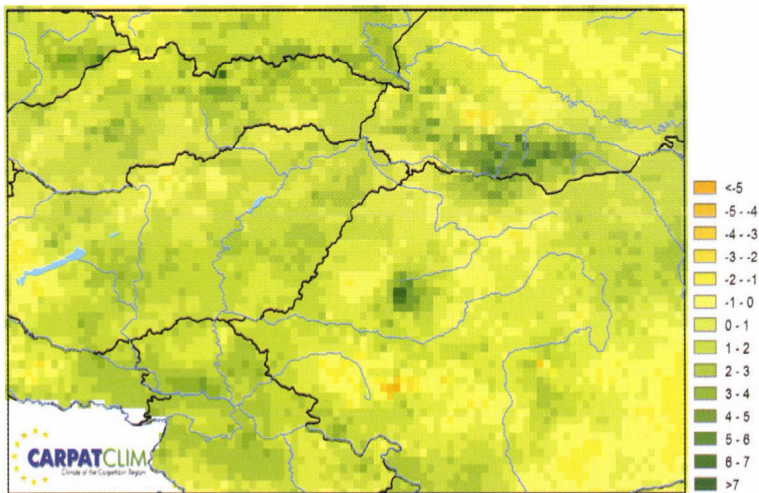 <-5
-5 - -4
-4 - -3
-3 - -2
-2 - -1
-1 - 0
0 - 1
1 - 2
2 - 3
3 - 4
4 - 5
5 - 6
6 - 7
>7
CARPATCLIM
Climate of the Carpathian Region